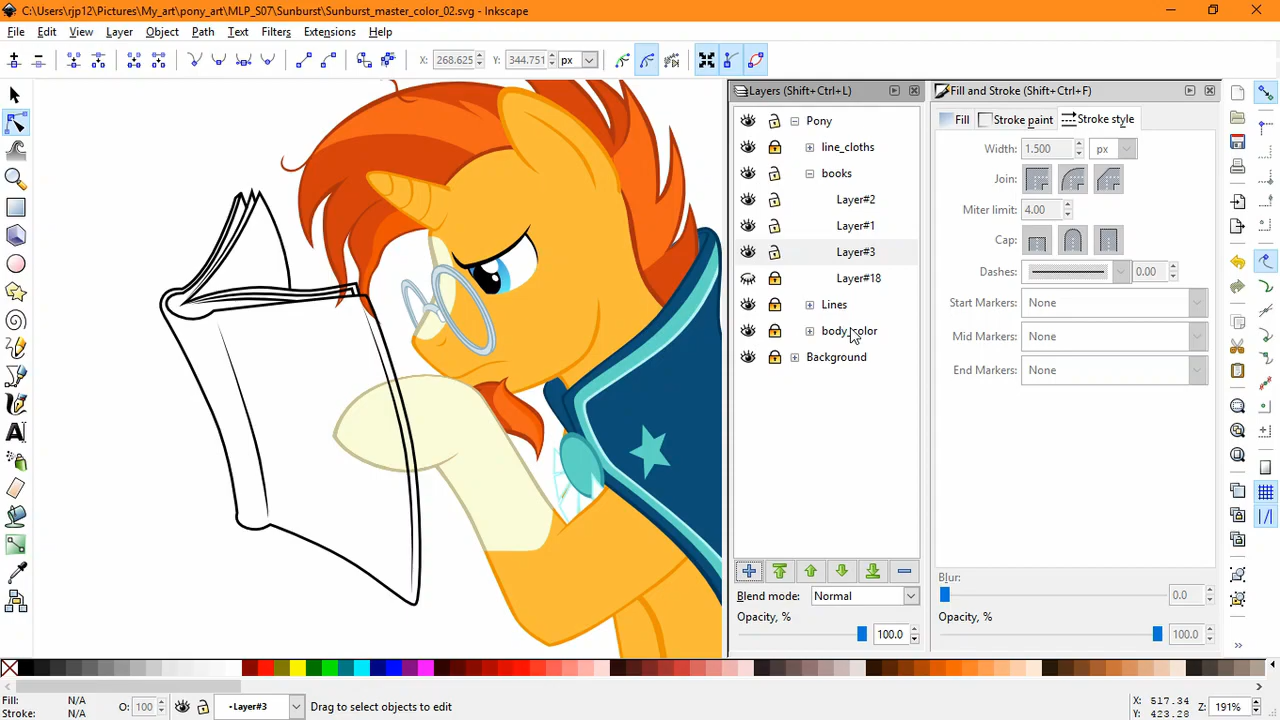 C:\Users\rjp12\Pictures\My_art\pony_art\MLP_S07\Sunburst\Sunburst_master_color_02.svg - Inkscape
File Edit View Layer Object Path Text Filters Extensions Help
X: 268.625 Y: 344.751 px
Layers (Shift+Ctrl+L)
Pony
line_cloths
books
Layer#2
Layer#1
Layer#3
Layer#18
Lines
body_color
Background
Blend mode: Normal
Opacity, %
100.0
Fill and Stroke (Shift+Ctrl+F)
Fill Stroke paint Stroke style
Width: 1.500 px
Join:
Miter limit: 4.00
Cap:
Dashes: 0.00
Start Markers: None
Mid Markers: None
End Markers: None
Blur:
0.0
Opacity, %
100.0
Fill: N/A
Stroke: N/A
O: 100
·Layer#3
Drag to select objects to edit
X: 517.34
Y: 423.28
Z: 191%